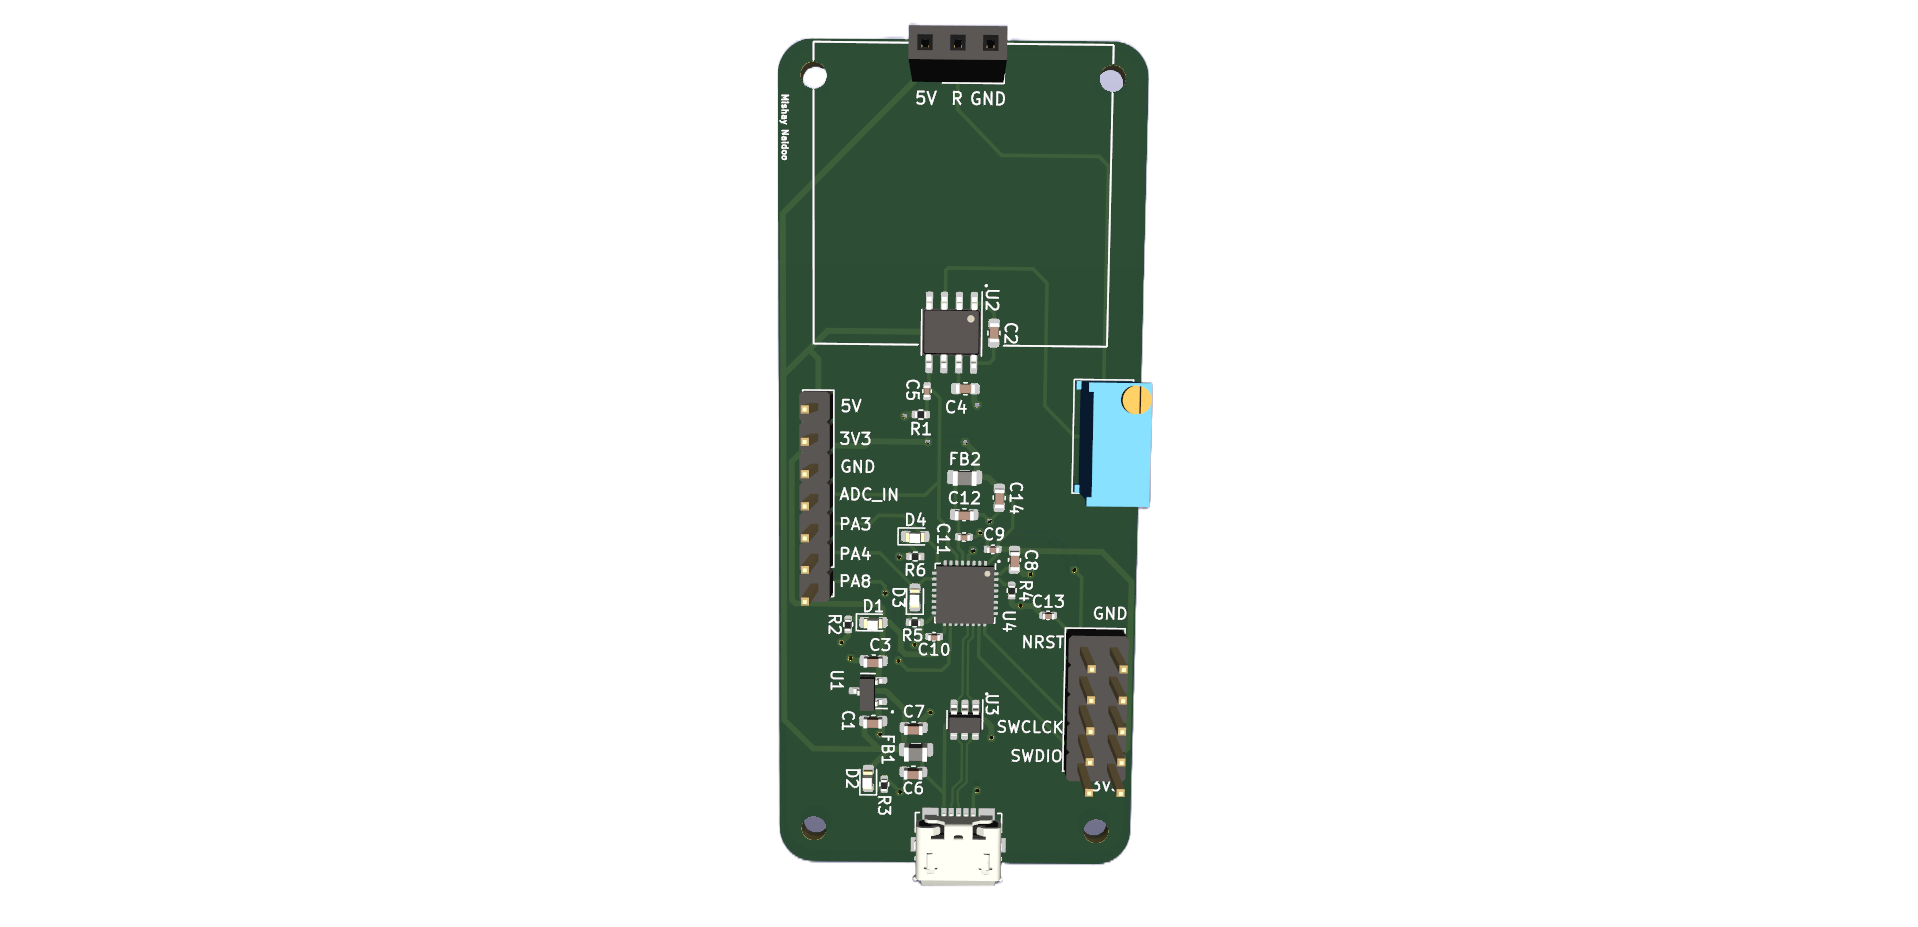 5V R GND
Mishay Naidoo
U2
C2
C5
C4
R1
5V
3V3
GND
ADC_IN
PA3
PA4
PA8
FB2
C14
C12
D4
C11
C9
R6
C8
D3
R4
C13
GND
D1
R2
R5
U4
C10
C3
NRST
U1
C7
U3
C1
SWCLCK
FB1
SWDIO
D2
C6
R3